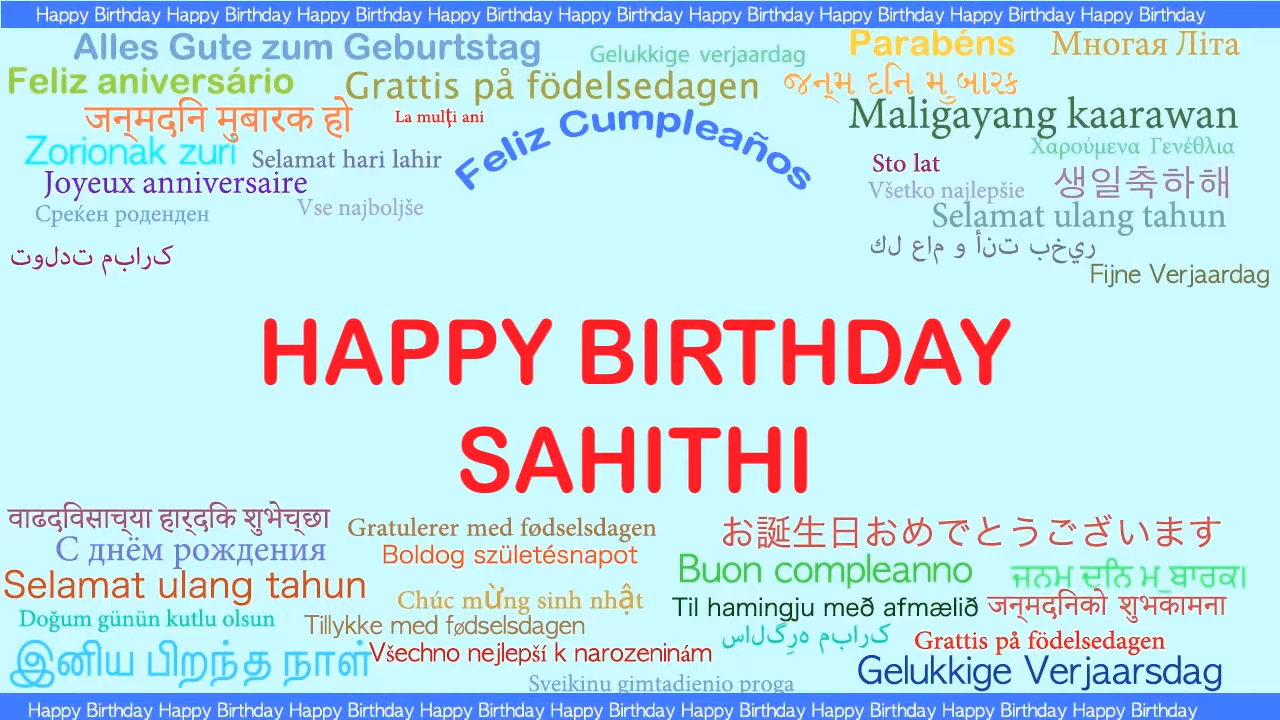 Happy Birthday Happy Birthday Happy Birthday Happy Birthday Happy Birthday Happy Birthday Happy Birthday Happy Birthday Happy Birthday
Alles Gute zum Geburtstag
Gelukkige verjaardag
Parabéns
Многая Літа
Feliz aniversário
Grattis på födelsedagen
જન્મ દિન મુબારક
जन्मदिन मुबारक हो
La mulţi ani
Feliz Cumpleaños
Maligayang kaarawan
Zorionak zuri
Selamat hari lahir
Sto lat
Χαρούμενα Γενέθλια
Joyeux anniversaire
Všetko najlepšie
생일축하해
Среќен роденден
Vse najboljše
Selamat ulang tahun
تولدت مبارک
كل عام و أنت بخير
Fijne Verjaardag
HAPPY BIRTHDAY
SAHITHI
वाढदिवसाच्या हार्दिक शुभेच्छा
Gratulerer med fødselsdagen
お誕生日おめでとうございます
С днём рождения
Boldog születésnapot
Buon compleanno
ਜਨਮ ਦਿਨ ਮੁਬਾਰਕ।
Selamat ulang tahun
Chúc mừng sinh nhật
Til hamingju með afmælið
जन्मदिनको शुभकामना
Doğum günün kutlu olsun
Tillykke med fødselsdagen
سالگرہ مبارک
Grattis på födelsedagen
இனிய பிறந்த நாள்
Všechno nejlepší k narozeninám
Gelukkige Verjaarsdag
Sveikinu gimtadienio proga
Happy Birthday Happy Birthday Happy Birthday Happy Birthday Happy Birthday Happy Birthday Happy Birthday Happy Birthday Happy Birthday